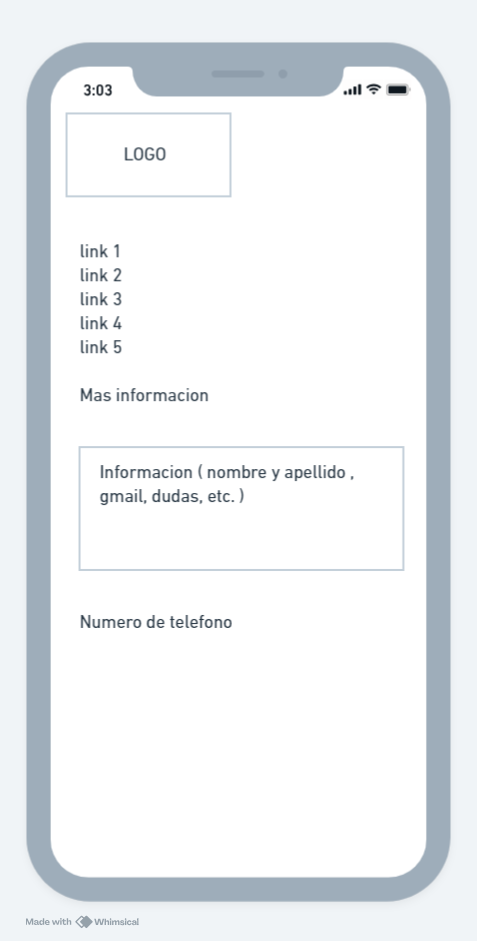 3:03
LOGO
link 1
link 2
link 3
link 4
link 5
Mas informacion
Informacion ( nombre y apellido ,
gmail, dudas, etc. )
Numero de telefono
Made with Whimsical